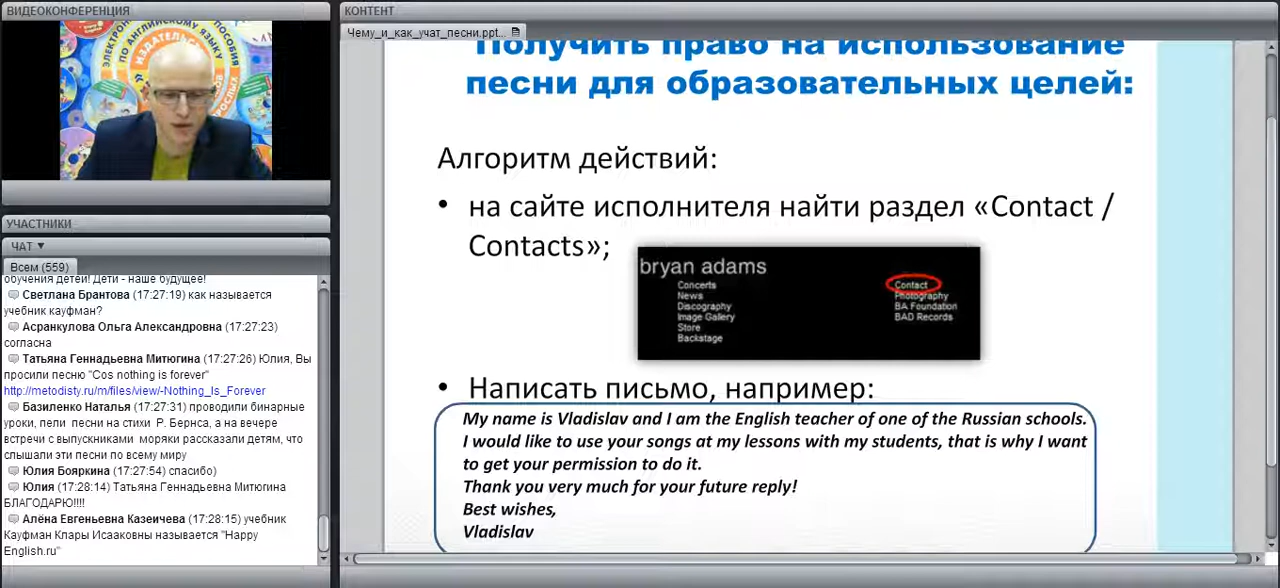 ВИДЕОКОНФЕРЕНЦИЯ
ЭЛЕКТРОННЫЕ
ПОСОБИЯ
ПО АНГЛИЙСКОМУ ЯЗЫКУ
УЧАСТНИКИ
ЧАТ ▼
Всем (559)
обучения детей! Дети - наше будущее!
Светлана Брантова (17:27:19) как называется
учебник кауфман?
Асранкулова Ольга Александровна (17:27:23)
согласна
Татьяна Геннадьевна Митюгина (17:27:26) Юлия, Вы
просили песню "Cos nothing is forever"
http://metodisty.ru/m/files/view/-Nothing_Is_Forever
Базиленко Наталья (17:27:31) проводили бинарные
уроки, пели песни на стихи Р. Бернса, а на вечере
встречи с выпускниками моряки рассказали детям, что
слышали эти песни по всему миру
Юлия Бояркина (17:27:54) спасибо)
Юлия (17:28:14) Татьяна Геннадьевна Митюгина
БЛАГОДАРЮ!!!!
Алёна Евгеньевна Казеичева (17:28:15) учебник
Кауфман Клары Исааковны называется "Happy
English.ru"
КОНТЕНТ
Чему_и_как_учат_песни.ppt...
Получить право на использование
песни для образовательных целей:
Алгоритм действий:
• на сайте исполнителя найти раздел «Contact /
Contacts»;
bryan adams
Concerts
News
Discography
Image Gallery
Store
Backstage
Contact
Photography
BA Foundation
BAD Records
• Написать письмо, например:
My name is Vladislav and I am the English teacher of one of the Russian schools.
I would like to use your songs at my lessons with my students, that is why I want
to get your permission to do it.
Thank you very much for your future reply!
Best wishes,
Vladislav